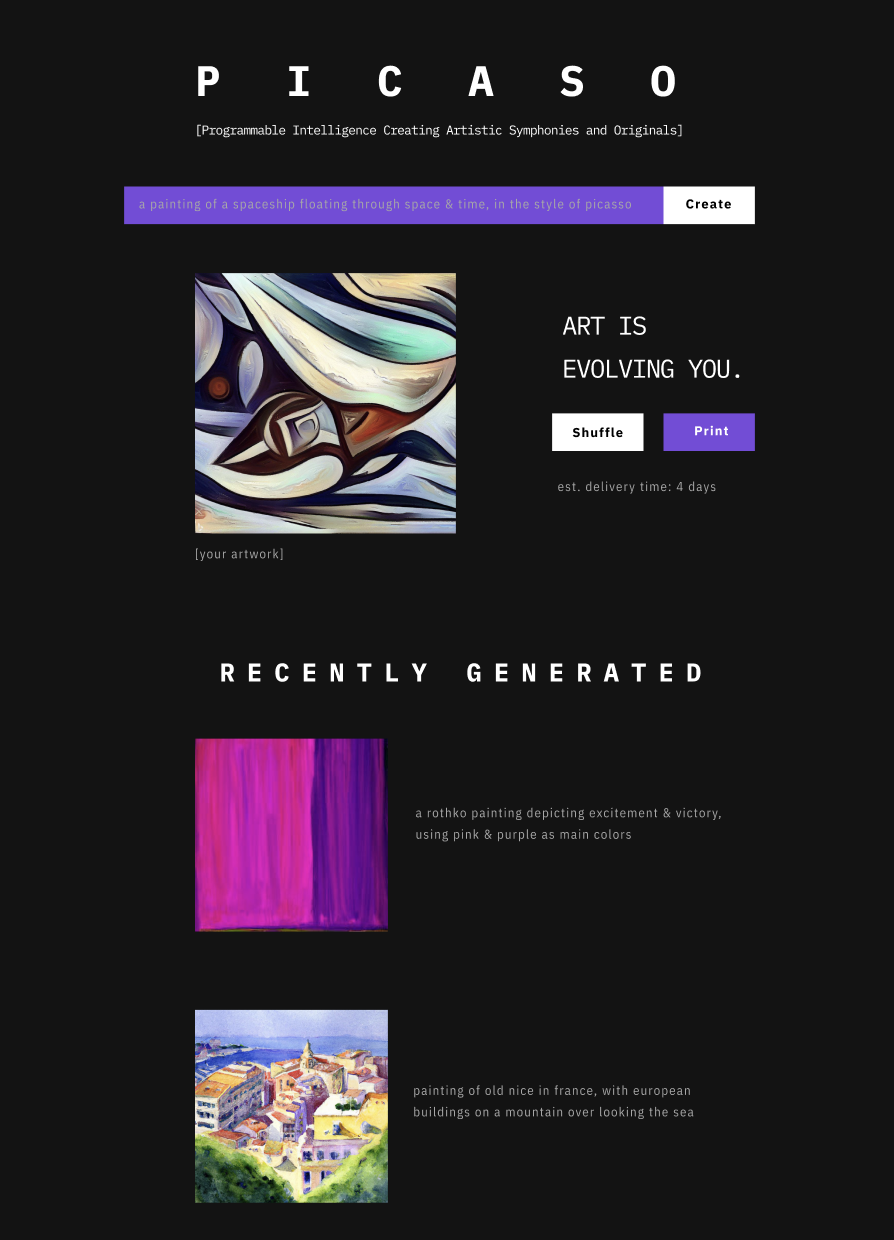 P I C A S O
[Programmable Intelligence Creating Artistic Symphonies and Originals]
a painting of a spaceship floating through space & time, in the style of picasso
Create
ART IS
EVOLVING YOU.
Shuffle
Print
est. delivery time: 4 days
[your artwork]
RECENTLY GENERATED
a rothko painting depicting excitement & victory,
using pink & purple as main colors
painting of old nice in france, with european
buildings on a mountain over looking the sea